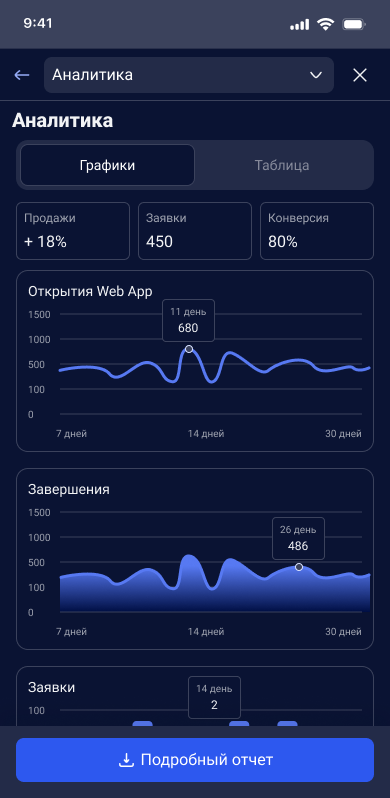 9:41
Аналитика
Аналитика
Графики
Таблица
Продажи
Заявки
Конверсия
+ 18%
450
80%
Открытия Web App
11 день
680
1500
1000
500
100
0
7 дней
14 дней
30 дней
Завершения
26 день
486
1500
1000
500
100
0
7 дней
14 дней
30 дней
Заявки
14 день
2
100
Подробный отчет